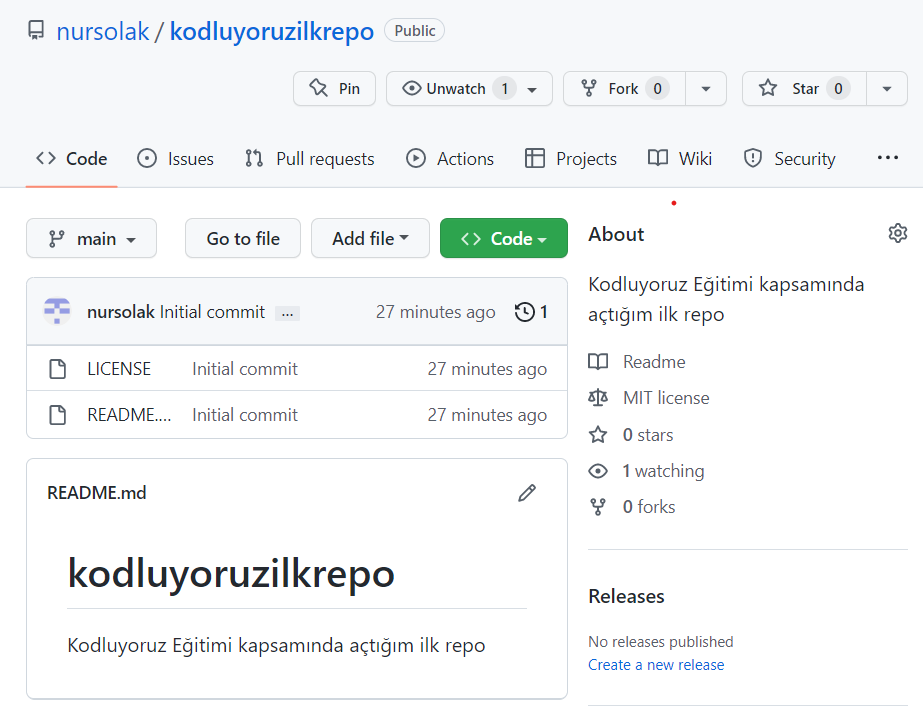 nursolak / kodluyoruzilkrepo Public
Pin Unwatch 1 Fork 0 Star 0
Code Issues Pull requests Actions Projects Wiki Security ...
main Go to file Add file Code
nursolak Initial commit ... 27 minutes ago 1
LICENSE Initial commit 27 minutes ago
README.... Initial commit 27 minutes ago
README.md
kodluyoruzilkrepo
Kodluyoruz Eğitimi kapsamında açtığım ilk repo
About
Kodluyoruz Eğitimi kapsamında
açtığım ilk repo
Readme
MIT license
0 stars
1 watching
0 forks
Releases
No releases published
Create a new release